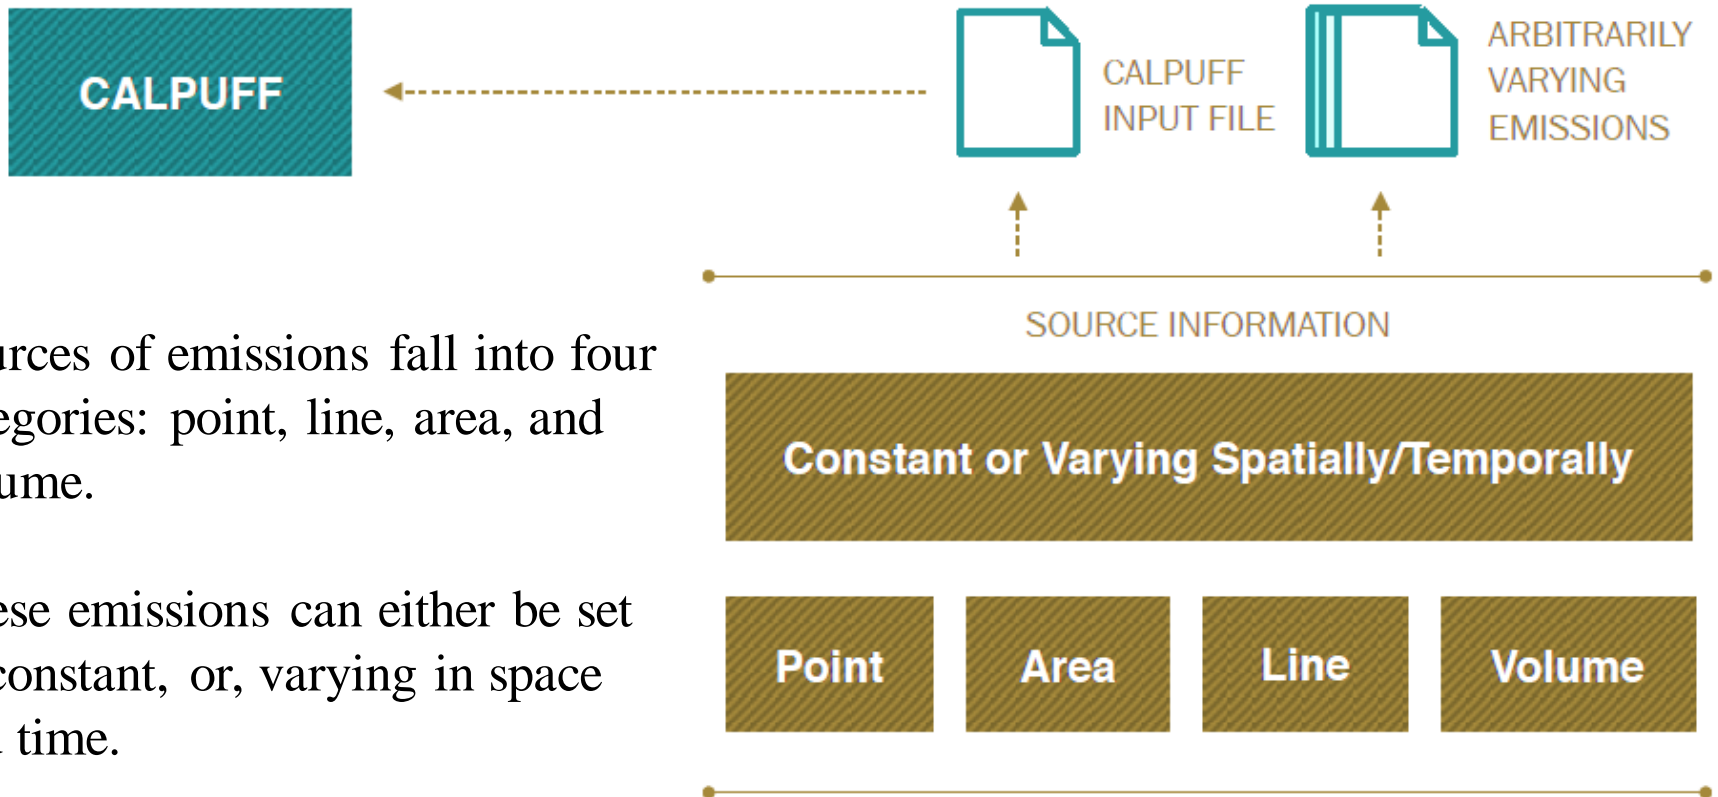 CALPUFF
CALPUFF
INPUT FILE
ARBITRARILY
VARYING
EMISSIONS
SOURCE INFORMATION
urces of emissions fall into four
egories: point, line, area, and
ume.
ese emissions can either be set
constant, or, varying in space
time.
Constant or Varying Spatially/Temporally
Point
Area
Line
Volume